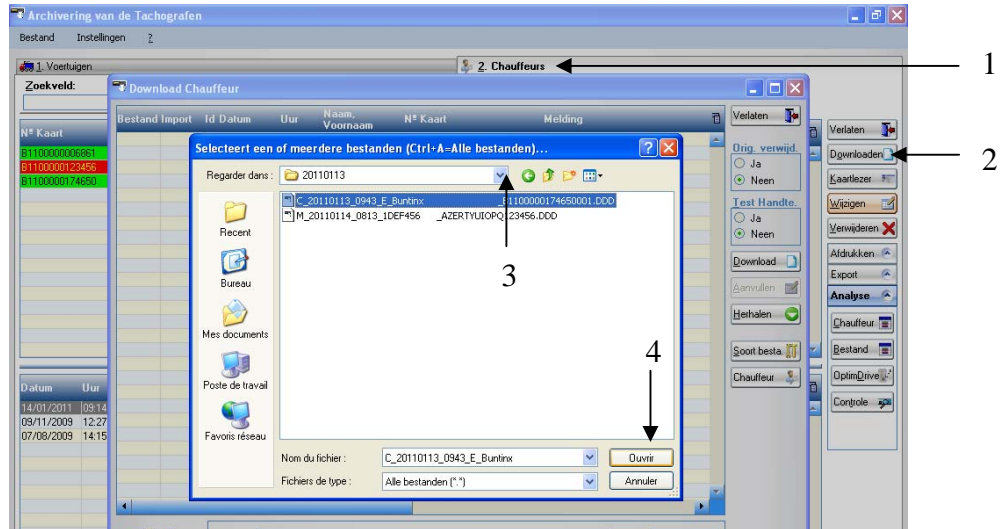 Archivering van de Tachografen
Bestand Instellingen ?
1. Voertuigen
2. Chauffeurs
1
Zoekveld:
Download Chauffeur
Bestand Import Id Datum Uur Naam, Voornaam N° Kaart Melding
Verlaten
N° Kaart
B1100000006861
B1100000123456
B1100000174650
Selecteert een of meerdere bestanden (Ctrl+A=Alle bestanden)...
Regarder dans : 20110113
C_20110113_0943_E_Buntinx _B1100000174650001.DDD
M_20110114_0813_1DEF456 _AZERTYUIOPQ123456.DDD
Recent
Bureau
Mes documents
Poste de travail
Favoris réseau
3
4
Nom du fichier : C_20110113_0943_E_Buntinx Ouvrir
Fichiers de type : Alle bestanden (*.*) Annuler
Orig. verwijd.
Ja
Neen
Test Handte.
Ja
Neen
Download
Aanvullen
Herhalen
Soort besta.
Chauffeur
Verlaten
Downloaden
2
Kaartlezer
Wijzigen
Verwijderen
Afdrukken
Export
Analyse
Chauffeur
Bestand
OptimDrive
Controle
Datum Uur
14/01/2011 09:14
09/11/2009 12:27
07/08/2009 14:15